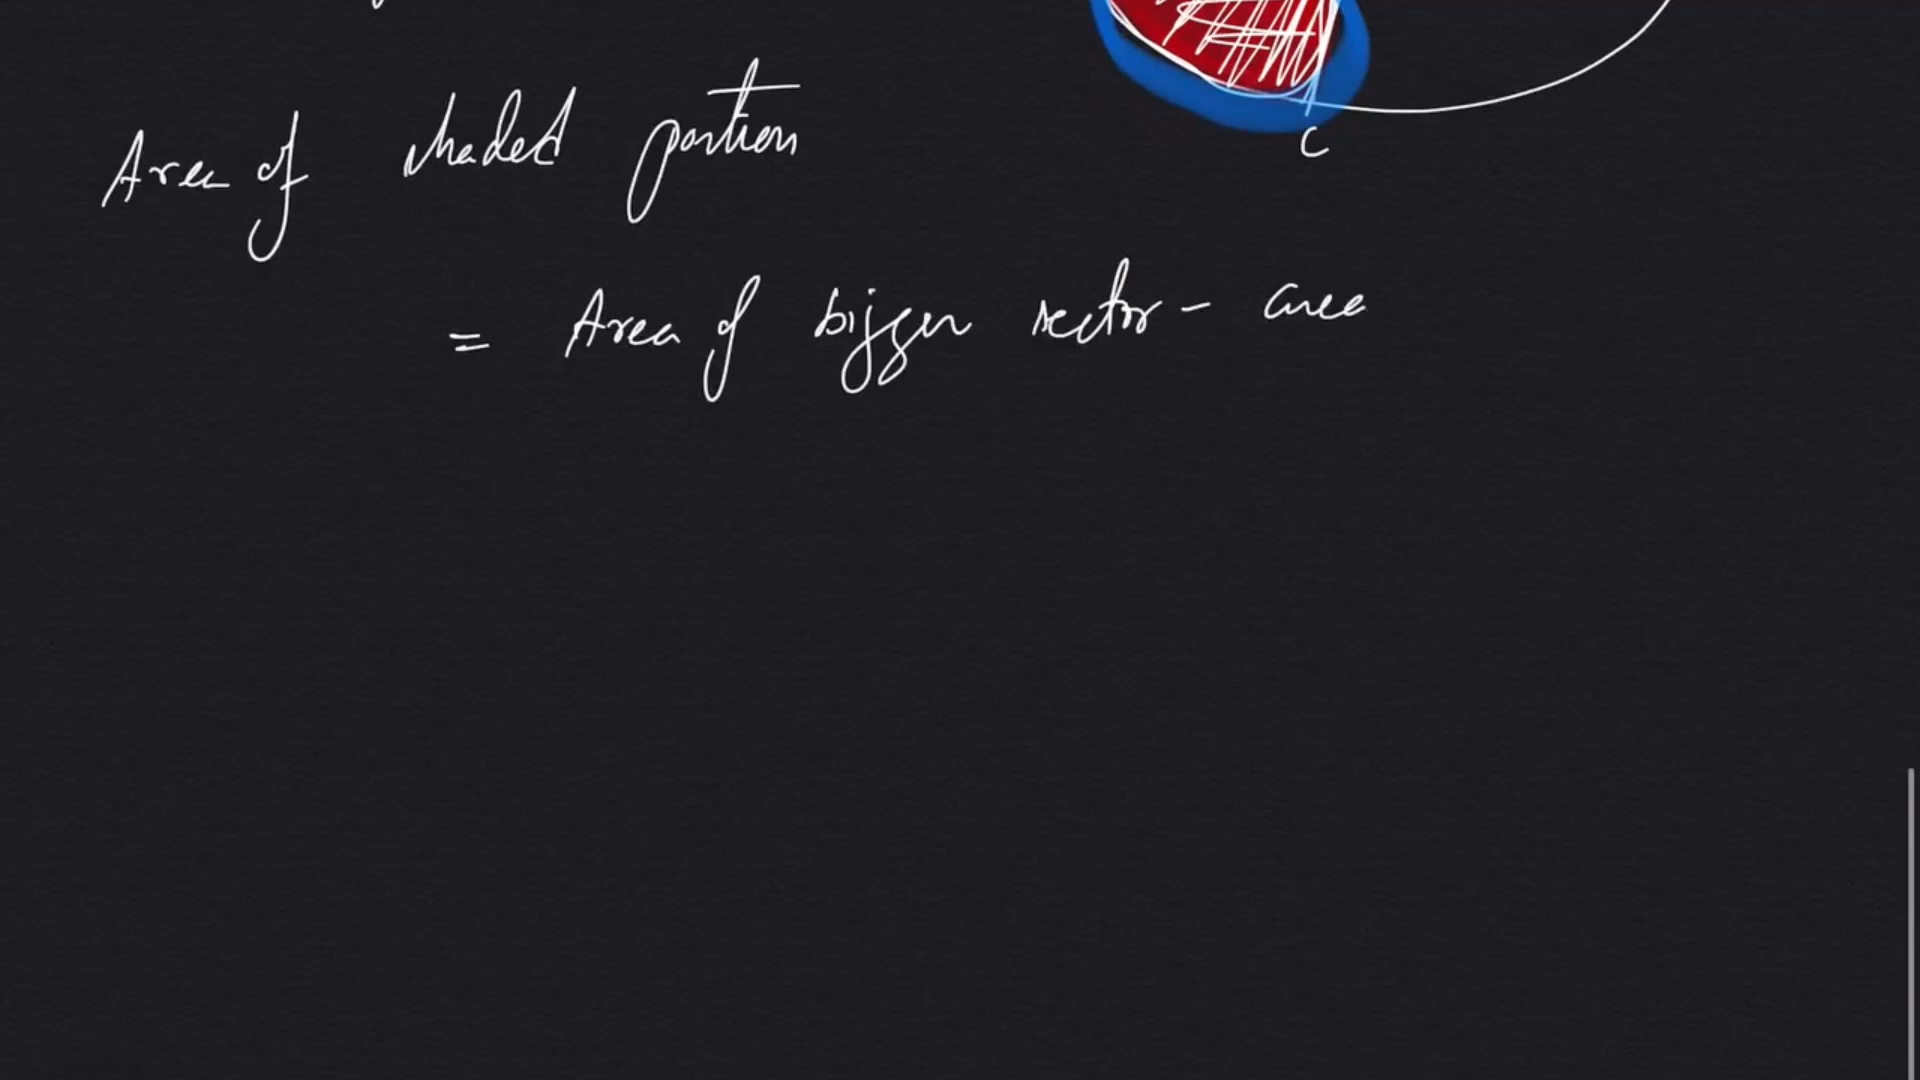 C
Area of shaded portion
= Area of bigger sector - area